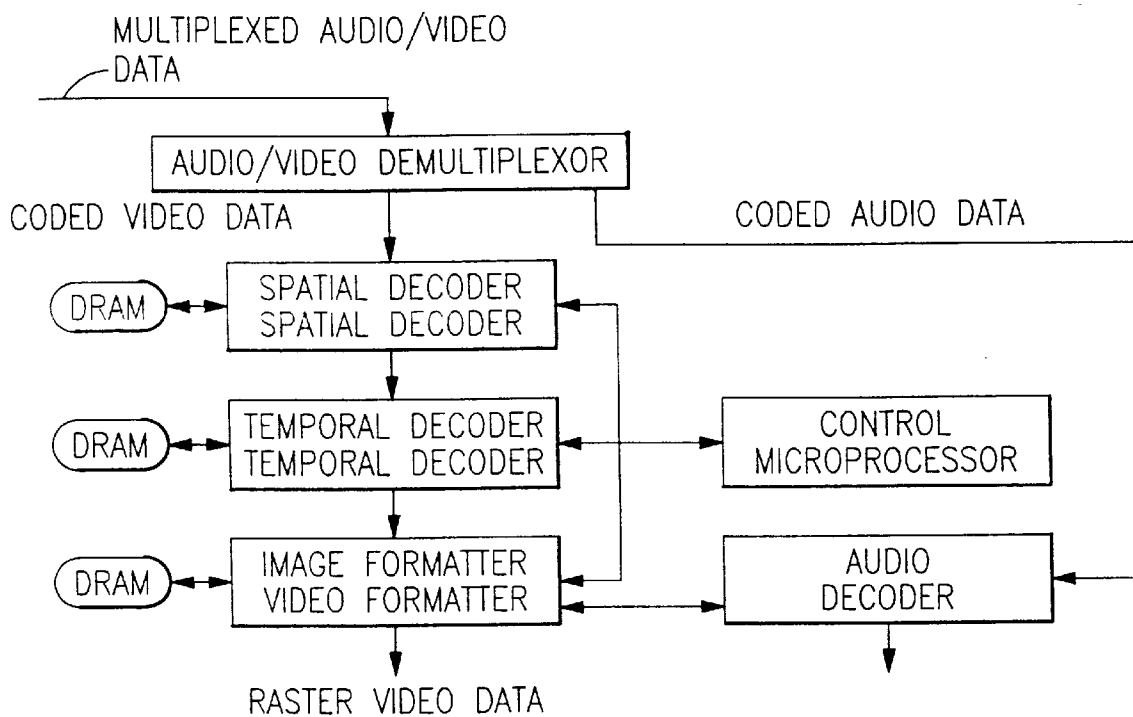 MULTIPLEXED AUDIO/VIDEO
DATA
AUDIO/VIDEO DEMULTIPLEXOR
CODED VIDEO DATA
CODED AUDIO DATA
DRAM
SPATIAL DECODER
SPATIAL DECODER
DRAM
TEMPORAL DECODER
TEMPORAL DECODER
CONTROL
MICROPROCESSOR
DRAM
IMAGE FORMATTER
VIDEO FORMATTER
AUDIO
DECODER
RASTER VIDEO DATA